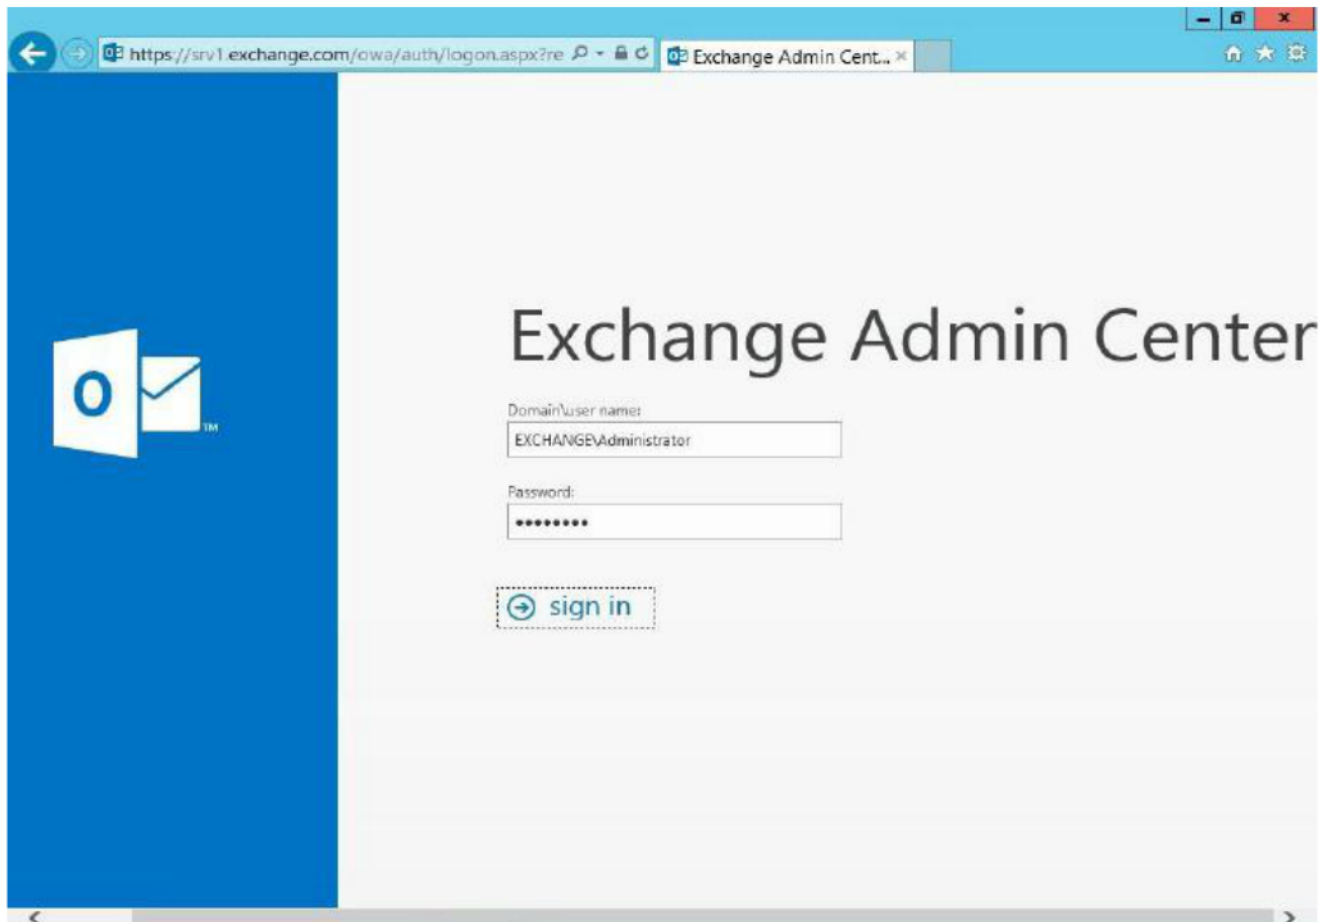 https://srv1.exchange.com/owa/auth/logon.aspx?re
Exchange Admin Cent...
Exchange Admin Center
Domain\user name:
EXCHANGE\Administrator
Password:
••••••••
sign in
O
TM